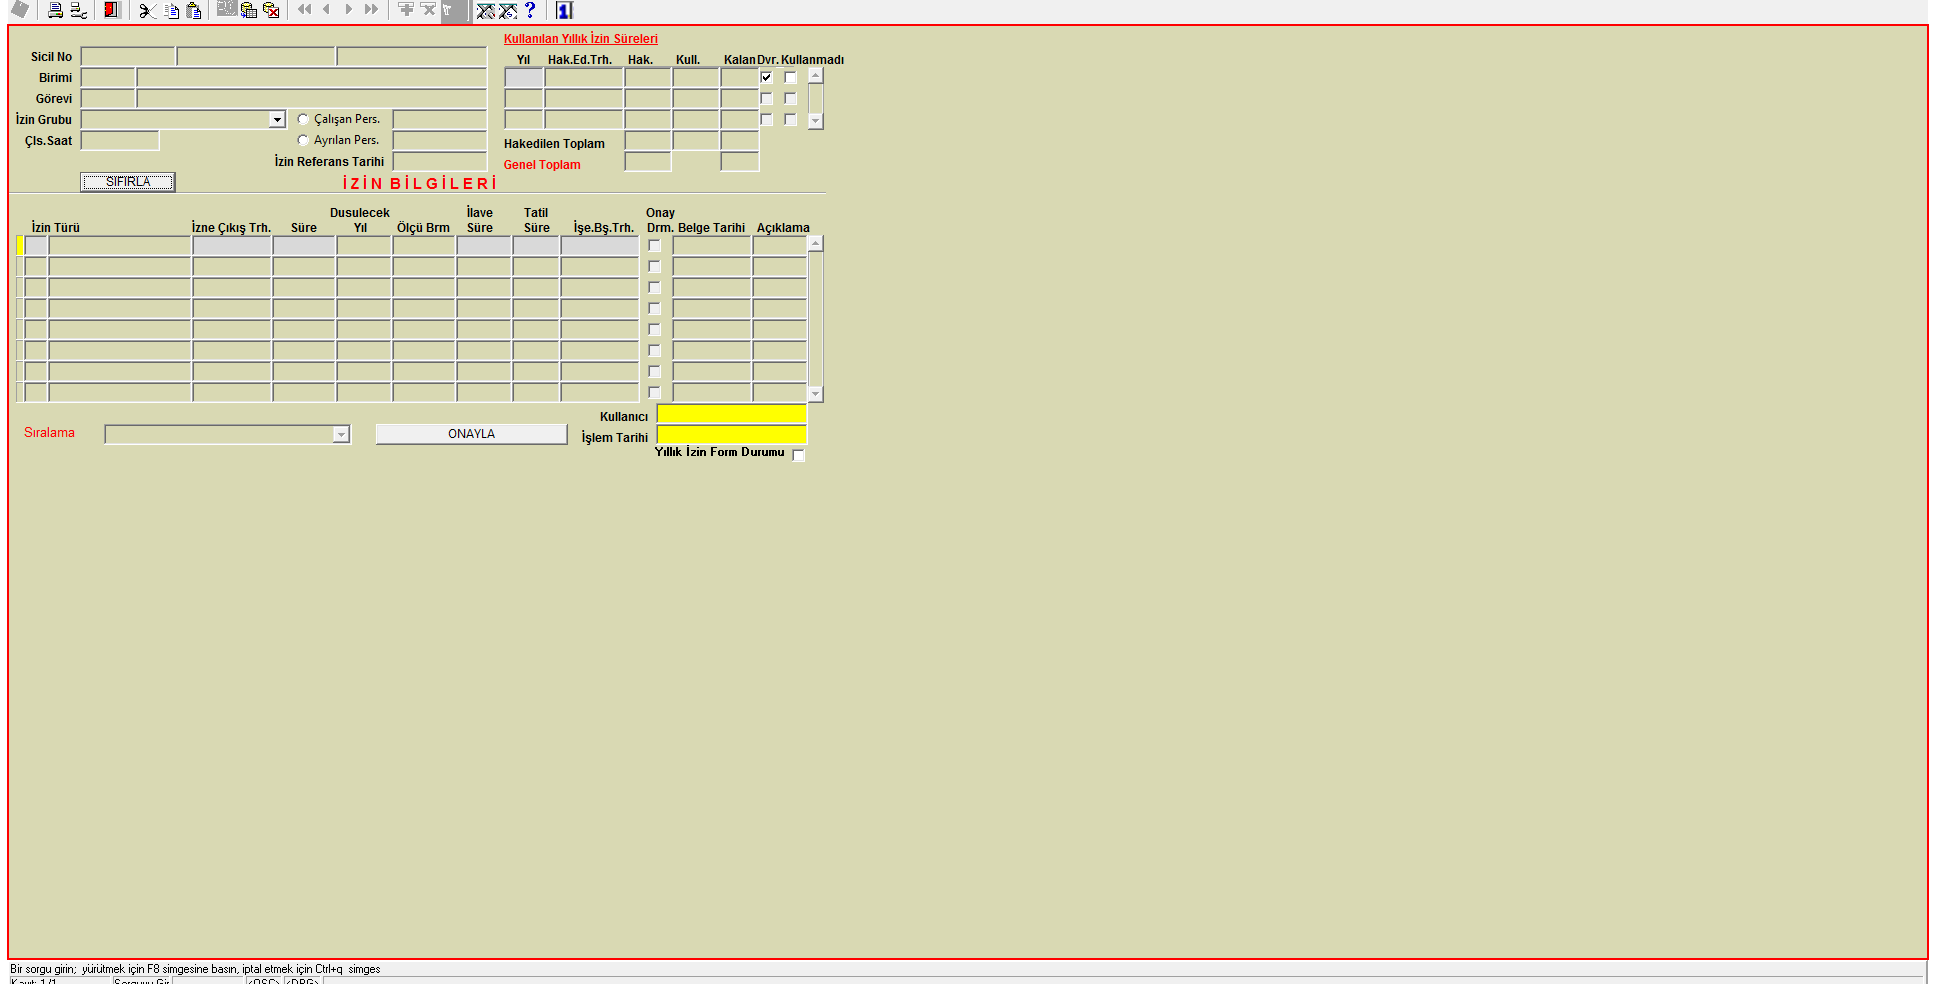 Kullanılan Yıllık İzin Süreleri
Sicil No
Yıl Hak.Ed.Trh. Hak. Kull. Kalan Dvr. Kullanmadı
Birimi
Görevi
İzin Grubu
Çalışan Pers.
Çls.Saat
Ayrılan Pers.
Hakedilen Toplam
İzin Referans Tarihi
Genel Toplam
SIFIRLA
İZİN BİLGİLERİ
Dusulecek İlave Tatil Onay
İzin Türü İzne Çıkış Trh. Süre Yıl Ölçü Brm Süre Süre İşe.Bş.Trh. Drm. Belge Tarihi Açıklama
Kullanıcı
Sıralama
ONAYLA
İşlem Tarihi
Yıllık İzin Form Durumu
Bir sorgu girin; yürütmek için F8 simgesine basın, iptal etmek için Ctrl+q simges
Kayıt: 1/1 Sorguyu Gir <OSC> <DBG>